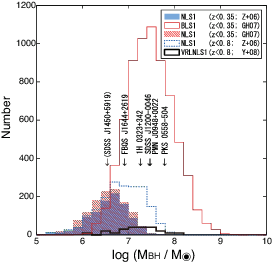 1200
1000
800
600
400
200
0
Number
NLS1 (z<0.35: Z+06)
BLS1 (z<0.35: GH07)
NLS1 (z<0.35: GH07)
NLS1 (z<0.8: Z+06)
VRLNLS1 (z<0.8: Y+08)
(SDSS J1450+5919)
FBQS J1644+2619
1H 0323+342
SDSS J1200-0046
PMN J0948+0022
PKS 0558-504
5 6 7 8 9 10
log (MBH / M☉)